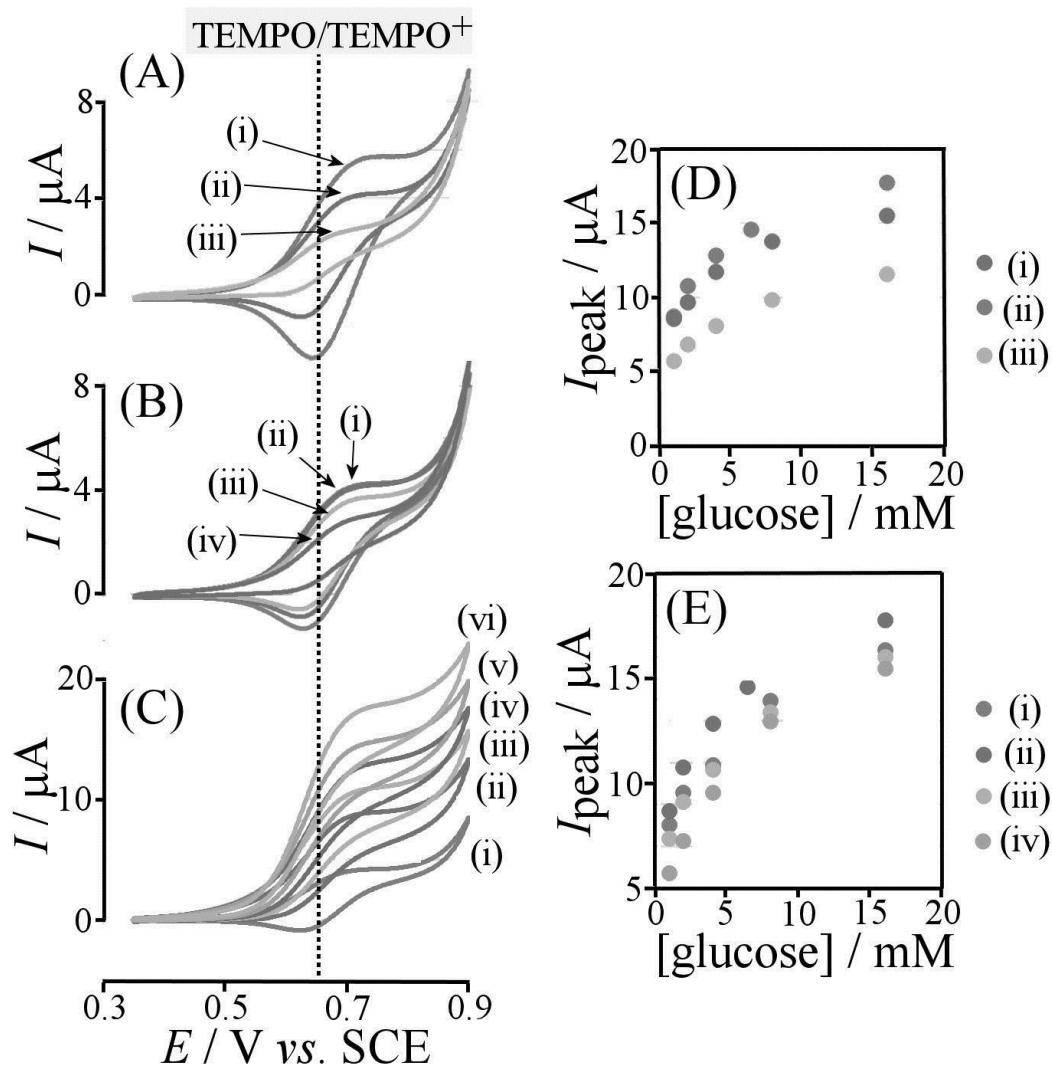 TEMPO/TEMPO+
(A)
8
4
0
I / μA
(i)
(ii)
(iii)
(B)
8
4
0
I / μA
(i)
(ii)
(iii)
(iv)
(C)
20
10
0
I / μA
(vi)
(v)
(iv)
(iii)
(ii)
(i)
0.3 0.5 0.7 0.9
E / V vs. SCE
(D)
20
15
10
5
0
Ipeak / μA
0 5 10 15 20
[glucose] / mM
(i)
(ii)
(iii)
(E)
20
15
10
5
Ipeak / μA
0 5 10 15 20
[glucose] / mM
(i)
(ii)
(iii)
(iv)